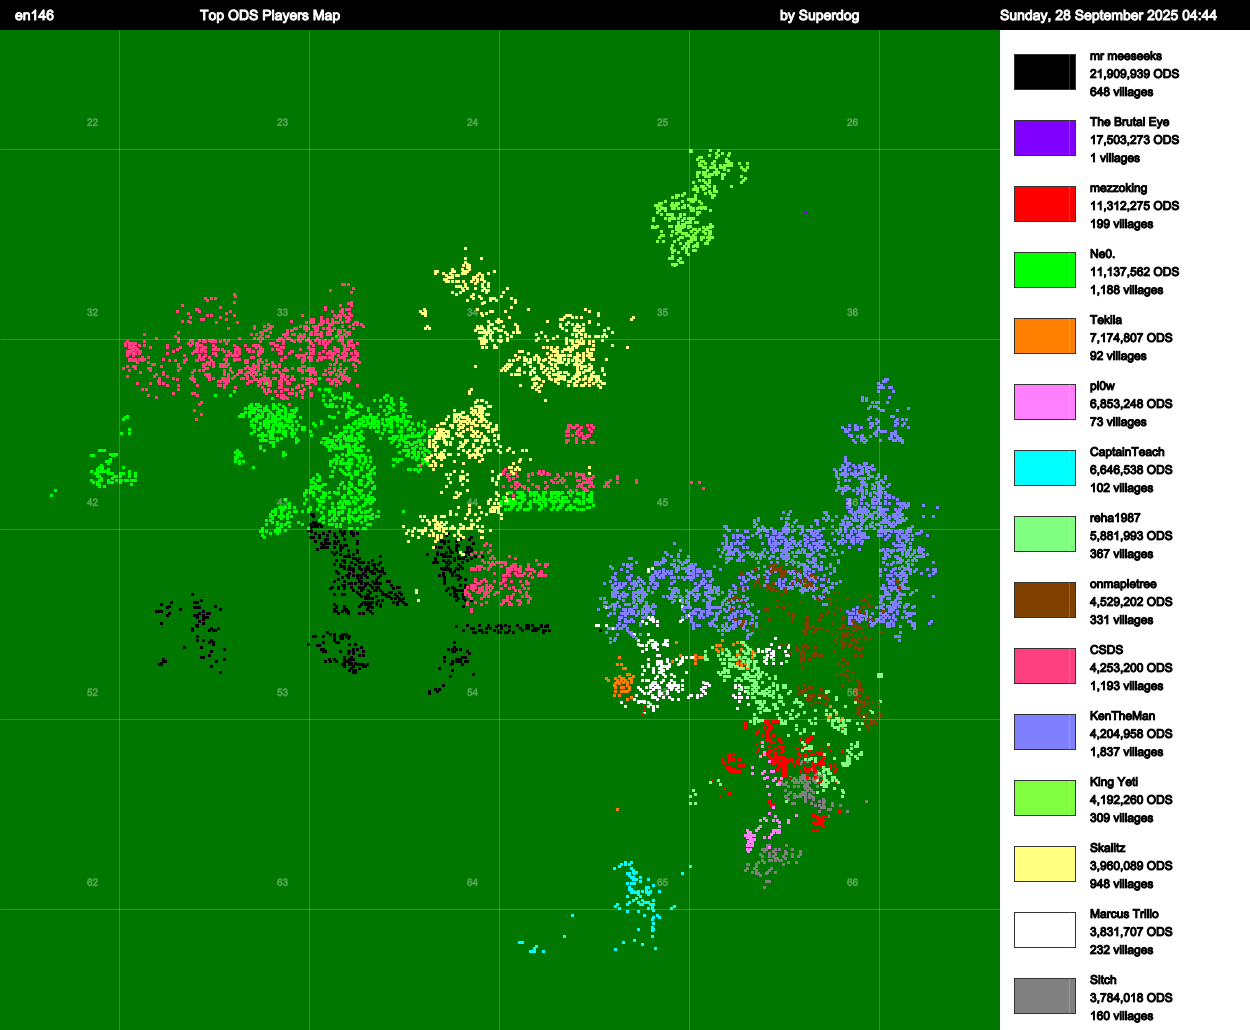 en146 Top ODS Players Map by Superdog Sunday, 28 September 2025 04:44
mr meeseeks
21,909,939 ODS
648 villages
The Brutal Eye
17,503,273 ODS
1 villages
mezzoking
11,312,275 ODS
199 villages
Ne0.
11,137,562 ODS
1,188 villages
Tekila
7,174,807 ODS
92 villages
pl0w
6,853,248 ODS
73 villages
CaptainTeach
6,646,538 ODS
102 villages
reha1987
5,881,993 ODS
367 villages
onmapletree
4,529,202 ODS
331 villages
CSDS
4,253,200 ODS
1,193 villages
KenTheMan
4,204,958 ODS
1,837 villages
King Yeti
4,192,260 ODS
309 villages
Skalitz
3,960,089 ODS
948 villages
Marcus Trillo
3,831,707 ODS
232 villages
Sitch
3,784,018 ODS
160 villages
22 23 24 25 26
32 33 34 35 36
42 43 44 45 46
52 53 54 56
62 63 64 65 66